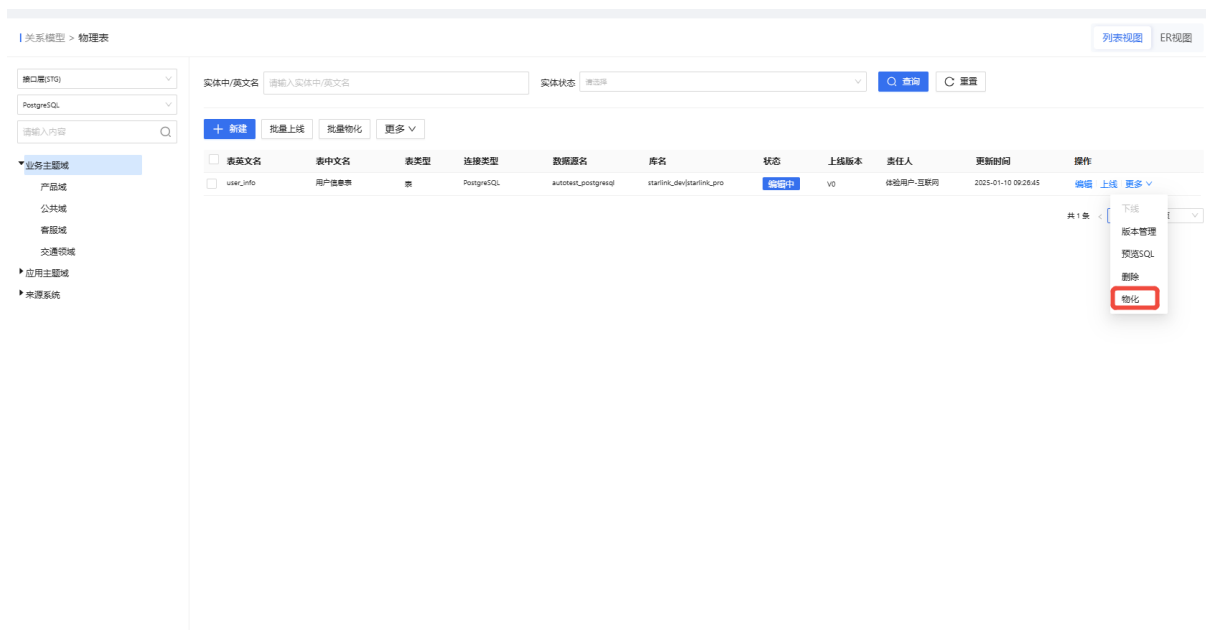 关系模型 > 物理表
列表视图 ER视图
接口层(STG)
PostgreSQL
请输入内容
业务主题域
产品域
公共域
客服域
交通领域
应用主题域
来源系统
实体中/英文名 请输入实体中/英文名 实体状态 请选择 查询 重置
+ 新建 批量上线 批量物化 更多
表英文名 表中文名 表类型 连接类型 数据源名 库名 状态 上线版本 责任人 更新时间 操作
user_info 用户信息表 表 PostgreSQL autotest_postgresql starlink_dev|starlink_pro 编辑中 V0 体验用户-互联网 2025-01-10 09:26:45 编辑 上线 更多
共 1 条 <
下线
版本管理
预览SQL
删除
物化